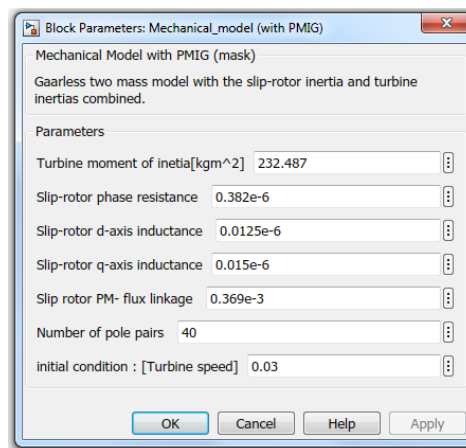 Block Parameters: Mechanical_model (with PMIG)
Mechanical Model with PMIG (mask)
Gaarless two mass model with the slip-rotor inertia and turbine
inertias combined.
Parameters
Turbine moment of inetia[kgm^2] 232.487
Slip-rotor phase resistance 0.382e-6
Slip-rotor d-axis inductance 0.0125e-6
Slip-rotor q-axis inductance 0.015e-6
Slip rotor PM- flux linkage 0.369e-3
Number of pole pairs 40
initial condition : [Turbine speed] 0.03
OK Cancel Help Apply